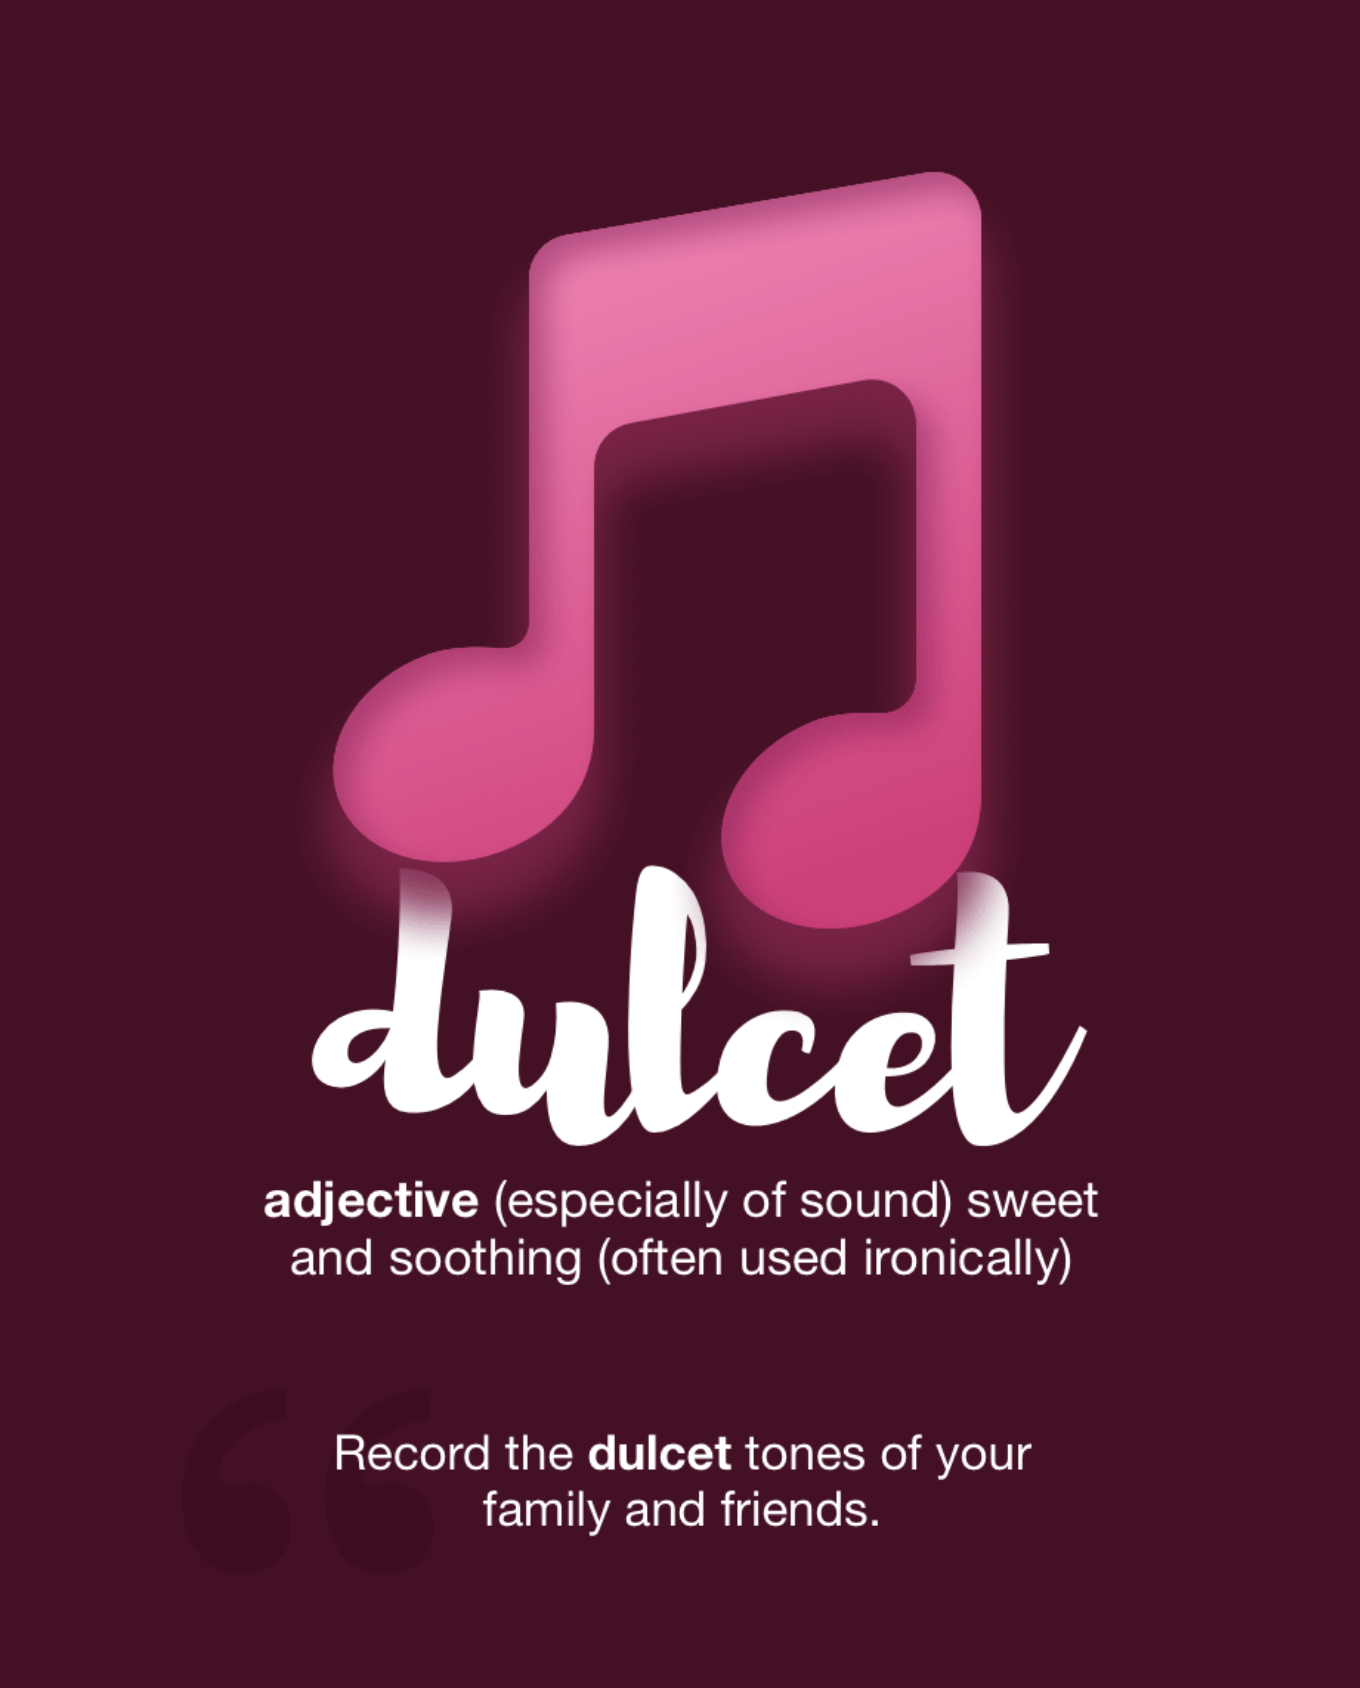 dulcet
adjective (especially of sound) sweet
and soothing (often used ironically)
“
Record the dulcet tones of your
family and friends.